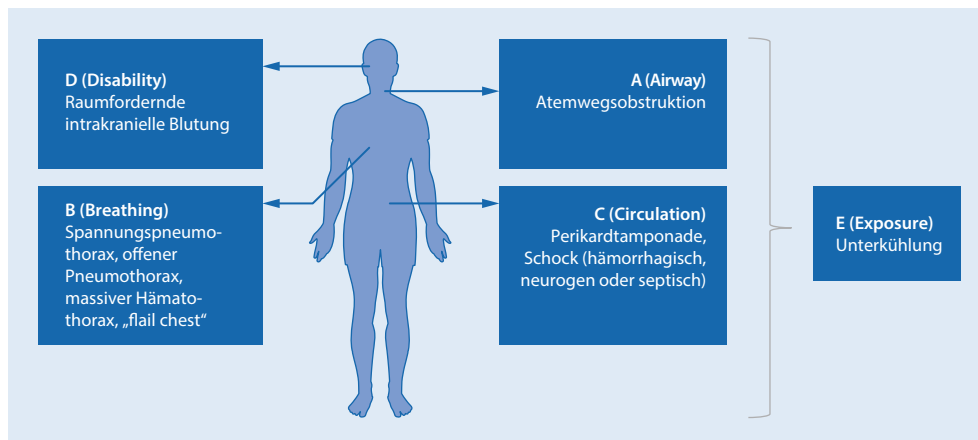 D (Disability)
Raumfordernde
intrakranielle Blutung
A (Airway)
Atemwegsobstruktion
B (Breathing)
Spannungspneumo-
thorax, offener
Pneumothorax,
massiver Hämato-
thorax, „flail chest“
C (Circulation)
Perikardtamponade,
Schock (hämorrhagisch,
neurogen oder septisch)
E (Exposure)
Unterkühlung